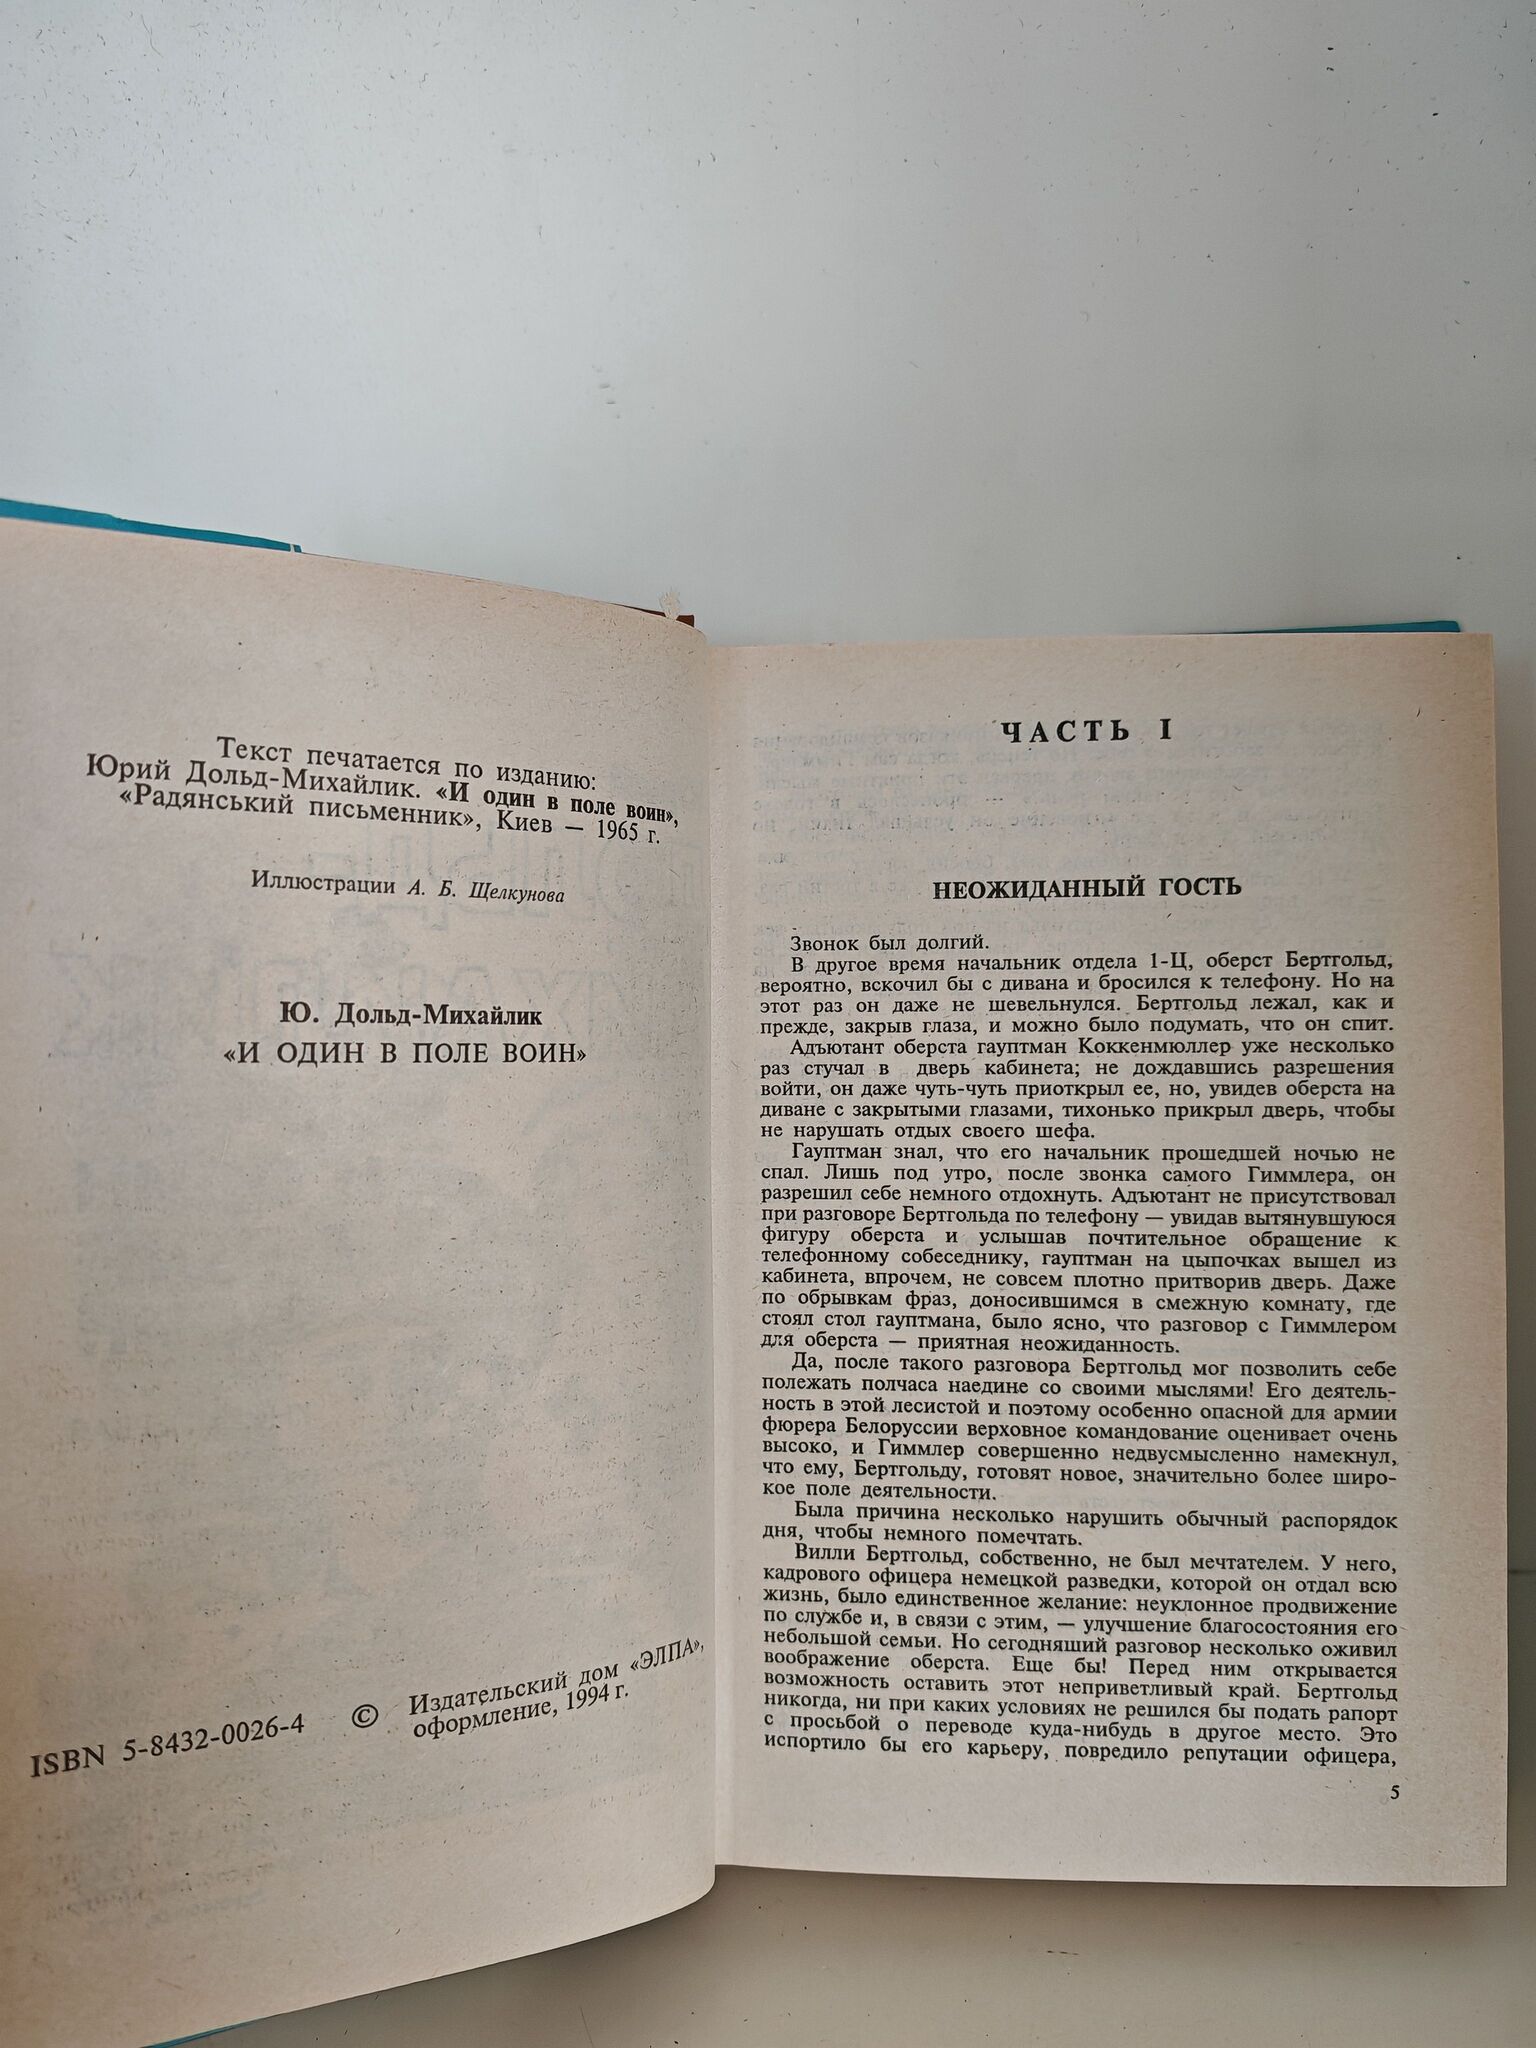 Текст печатается по изданию:
Юрий Дольд-Михайлик. «И один в поле воин»,
«Радянський письменник», Киев — 1965 г.
Иллюстрации А. Б. Щелкунова
Ю. Дольд-Михайлик
«И ОДИН В ПОЛЕ ВОИН»
ISBN 5-8432-0026-4
© Издательский дом «ЭЛПА»,
оформление, 1994 г.
ЧАСТЬ I
НЕОЖИДАННЫЙ ГОСТЬ
Звонок был долгий.
В другое время начальник отдела 1-Ц, оберст Бертгольд,
вероятно, вскочил бы с дивана и бросился к телефону. Но на
этот раз он даже не шевельнулся. Бертгольд лежал, как и
прежде, закрыв глаза, и можно было подумать, что он спит.
Адъютант оберста гауптман Коккенмюллер уже несколько
раз стучал в дверь кабинета; не дождавшись разрешения
войти, он даже чуть-чуть приоткрыл ее, но, увидев оберста на
диване с закрытыми глазами, тихонько прикрыл дверь, чтобы
не нарушать отдых своего шефа.
Гауптман знал, что его начальник прошедшей ночью не
спал. Лишь под утро, после звонка самого Гиммлера, он
разрешил себе немного отдохнуть. Адъютант не присутствовал
при разговоре Бертгольда по телефону — увидав вытянувшуюся
фигуру оберста и услышав почтительное обращение к
телефонному собеседнику, гауптман на цыпочках вышел из
кабинета, впрочем, не совсем плотно притворив дверь. Даже
по обрывкам фраз, доносившимся в смежную комнату, где
стоял стол гауптмана, было ясно, что разговор с Гиммлером
для оберста — приятная неожиданность.
Да, после такого разговора Бертгольд мог позволить себе
полежать полчаса наедине со своими мыслями! Его деятель-
ность в этой лесистой и поэтому особенно опасной для армии
фюрера Белоруссии верховное командование оценивает очень
высоко, и Гиммлер совершенно недвусмысленно намекнул,
что ему, Бертгольду, готовят новое, значительно более широ-
кое поле деятельности.
Была причина несколько нарушить обычный распорядок
дня, чтобы немного помечтать.
Вилли Бертгольд, собственно, не был мечтателем. У него,
кадрового офицера немецкой разведки, которой он отдал всю
жизнь, было единственное желание: неуклонное продвижение
по службе и, в связи с этим, — улучшение благосостояния его
небольшой семьи. Но сегодняший разговор несколько оживил
воображение оберста. Еще бы! Перед ним открывается
возможность оставить этот неприветливый край. Бертгольд
никогда, ни при каких условиях не решился бы подать рапорт
с просьбой о переводе куда-нибудь в другое место. Это
испортило бы его карьеру, повредило репутации офицера,
5